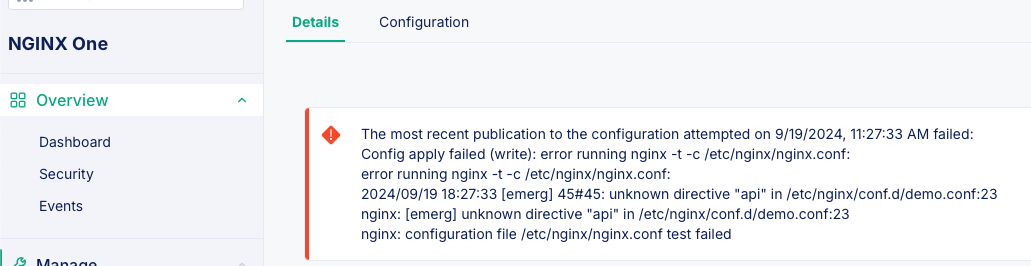 Details
Configuration
NGINX One
Overview
Dashboard
Security
Events
Manage
The most recent publication to the configuration attempted on 9/19/2024, 11:27:33 AM failed:
Config apply failed (write): error running nginx -t -c /etc/nginx/nginx.conf:
error running nginx -t -c /etc/nginx/nginx.conf:
2024/09/19 18:27:33 [emerg] 45#45: unknown directive "api" in /etc/nginx/conf.d/demo.conf:23
nginx: [emerg] unknown directive "api" in /etc/nginx/conf.d/demo.conf:23
nginx: configuration file /etc/nginx/nginx.conf test failed